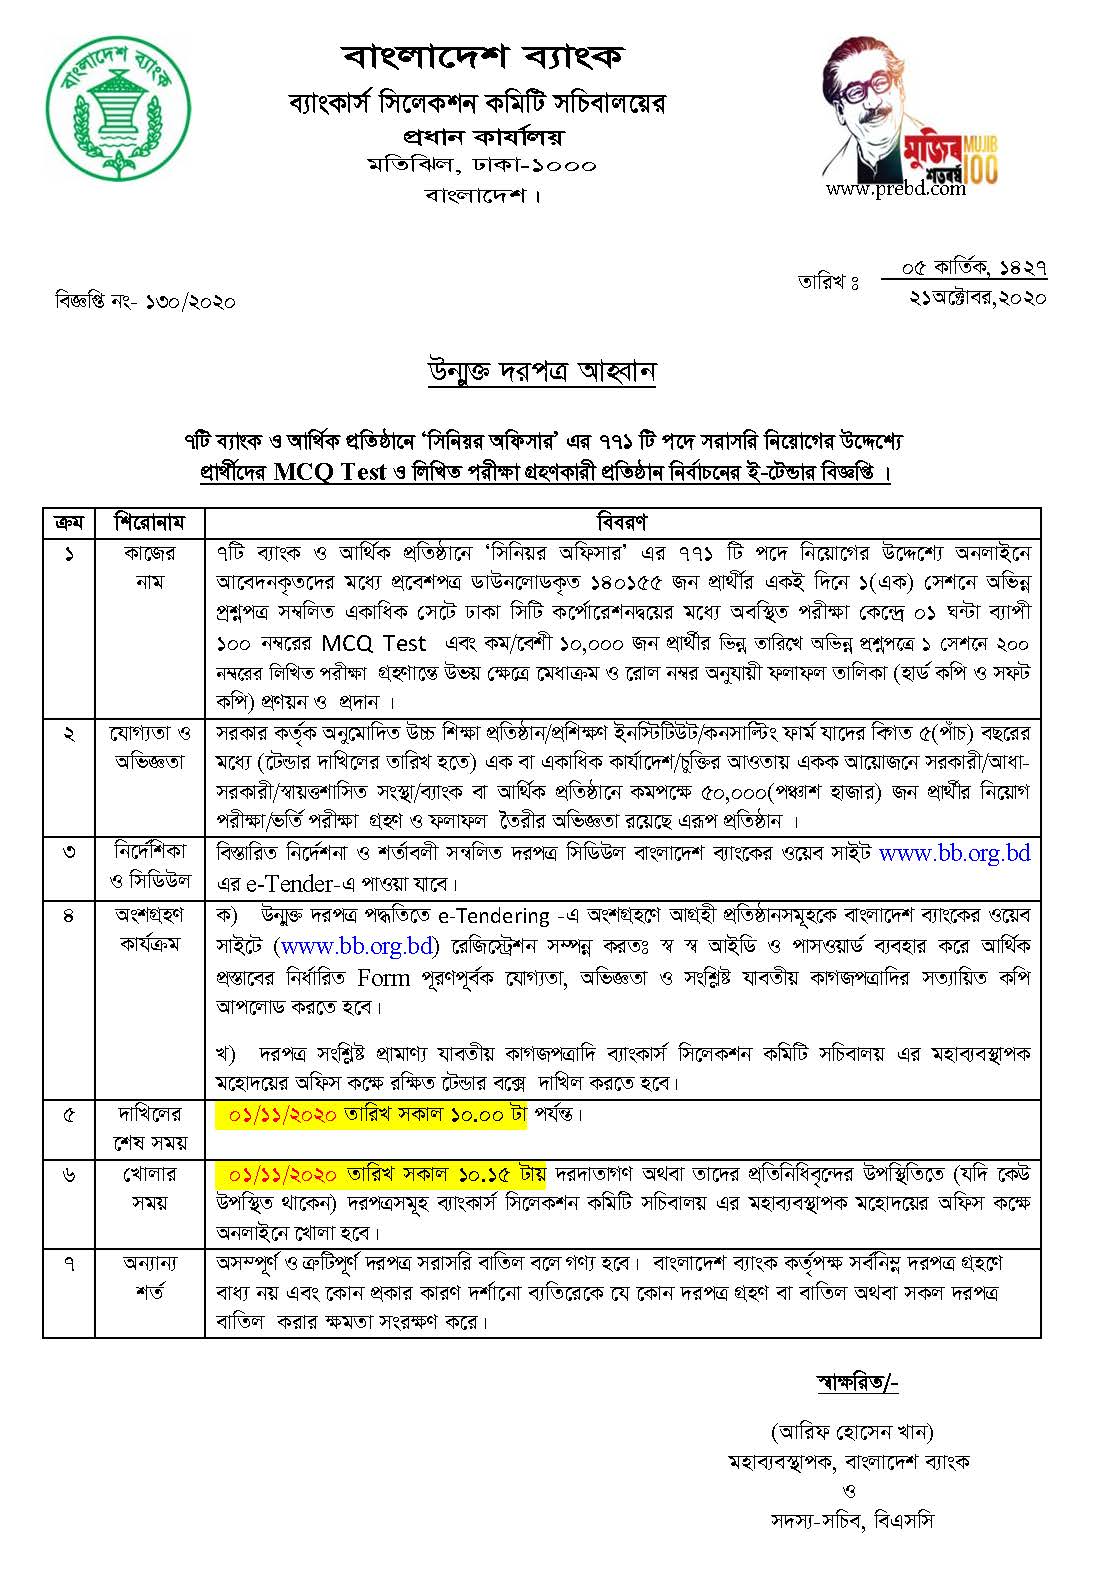 বাংলাদেশ ব্যাংক
বাংলাদেশ ব্যাংক
ব্যাংকার্স সিলেকশন কমিটি সচিবালয়ের
প্রধান কার্যালয়
মতিঝিল, ঢাকা-১০০০
বাংলাদেশ।
মুজিব MUJIB
শতবর্ষ 100
www.prebd.com
তারিখ ঃ ০৫ কার্তিক, ১৪২৭
২১অক্টোবর,২০২০
বিজ্ঞপ্তি নং- ১৩০/২০২০
উন্মুক্ত দরপত্র আহবান
৭টি ব্যাংক ও আর্থিক প্রতিষ্ঠানে ‘সিনিয়র অফিসার’ এর ৭৭১ টি পদে সরাসরি নিয়োগের উদ্দেশ্যে
প্রার্থীদের MCQ Test ও লিখিত পরীক্ষা গ্রহণকারী প্রতিষ্ঠান নির্বাচনের ই-টেন্ডার বিজ্ঞপ্তি ।
ক্রম শিরোনাম বিবরণ
১ কাজের ৭টি ব্যাংক ও আর্থিক প্রতিষ্ঠানে ‘সিনিয়র অফিসার’ এর ৭৭১ টি পদে নিয়োগের উদ্দেশ্যে অনলাইনে
নাম আবেদনকৃতদের মধ্যে প্রবেশপত্র ডাউনলোডকৃত ১৪০১৫৫ জন প্রার্থীর একই দিনে ১(এক) সেশনে অভিন্ন
প্রশ্নপত্র সম্বলিত একাধিক সেটে ঢাকা সিটি কর্পোরেশনদ্বয়ের মধ্যে অবস্থিত পরীক্ষা কেন্দ্রে ০১ ঘন্টা ব্যাপী
১০০ নম্বরের MCQ Test এবং কম/বেশী ১০,০০০ জন প্রার্থীর ভিন্ন তারিখে অভিন্ন প্রশ্নপত্রে ১ সেশনে ২০০
নম্বরের লিখিত পরীক্ষা গ্রহণান্তে উভয় ক্ষেত্রে মেধাক্রম ও রোল নম্বর অনুযায়ী ফলাফল তালিকা (হার্ড কপি ও সফট
কপি) প্রণয়ন ও প্রদান ।
২ যোগ্যতা ও সরকার কর্তৃক অনুমোদিত উচ্চ শিক্ষা প্রতিষ্ঠান/প্রশিক্ষণ ইনস্টিটিউট/কনসাল্টিং ফার্ম যাদের বিগত ৫(পাঁচ) বছরের
অভিজ্ঞতা মধ্যে (টেন্ডার দাখিলের তারিখ হতে) এক বা একাধিক কার্যাদেশ/চুক্তির আওতায় একক আয়োজনে সরকারী/আধা-
সরকারী/স্বায়ত্তশাসিত সংস্থা/ব্যাংক বা আর্থিক প্রতিষ্ঠানে কমপক্ষে ৫০,০০০(পঞ্চাশ হাজার) জন প্রার্থীর নিয়োগ
পরীক্ষা/ভর্তি পরীক্ষা গ্রহণ ও ফলাফল তৈরীর অভিজ্ঞতা রয়েছে এরূপ প্রতিষ্ঠান ।
৩ নির্দেশিকা বিস্তারিত নির্দেশনা ও শর্তাবলী সম্বলিত দরপত্র সিডিউল বাংলাদেশ ব্যাংকের ওয়েব সাইট www.bb.org.bd
ও সিডিউল এর e-Tender-এ পাওয়া যাবে।
৪ অংশগ্রহণ ক) উন্মুক্ত দরপত্র পদ্ধতিতে e-Tendering -এ অংশগ্রহণে আগ্রহী প্রতিষ্ঠানসমূহকে বাংলাদেশ ব্যাংকের ওয়েব
কার্যক্রম সাইটে (www.bb.org.bd) রেজিস্ট্রেশন সম্পন্ন করতঃ স্ব স্ব আইডি ও পাসওয়ার্ড ব্যবহার করে আর্থিক
প্রস্তাবের নির্ধারিত Form পূরণপূর্বক যোগ্যতা, অভিজ্ঞতা ও সংশ্লিষ্ট যাবতীয় কাগজপত্রাদির সত্যায়িত কপি
আপলোড করতে হবে।
খ) দরপত্র সংশ্লিষ্ট প্রামাণ্য যাবতীয় কাগজপত্রাদি ব্যাংকার্স সিলেকশন কমিটি সচিবালয় এর মহাব্যবস্থাপক
মহোদয়ের অফিস কক্ষে রক্ষিত টেন্ডার বক্সে দাখিল করতে হবে।
৫ দাখিলের ০১/১১/২০২০ তারিখ সকাল ১০.০০ টা পর্যন্ত।
শেষ সময়
৬ খোলার ০১/১১/২০২০ তারিখ সকাল ১০.১৫ টায় দরদাতাগণ অথবা তাদের প্রতিনিধিবৃন্দের উপস্থিতিতে (যদি কেউ
সময় উপস্থিত থাকেন) দরপত্রসমূহ ব্যাংকার্স সিলেকশন কমিটি সচিবালয় এর মহাব্যবস্থাপক মহোদয়ের অফিস কক্ষে
অনলাইনে খোলা হবে।
৭ অন্যান্য অসম্পূর্ণ ও ত্রুটিপূর্ণ দরপত্র সরাসরি বাতিল বলে গণ্য হবে। বাংলাদেশ ব্যাংক কর্তৃপক্ষ সর্বনিম্ন দরপত্র গ্রহণে
শর্ত বাধ্য নয় এবং কোন প্রকার কারণ দর্শানো ব্যতিরেকে যে কোন দরপত্র গ্রহণ বা বাতিল অথবা সকল দরপত্র
বাতিল করার ক্ষমতা সংরক্ষণ করে।
স্বাক্ষরিত/-
(আরিফ হোসেন খান)
মহাব্যবস্থাপক, বাংলাদেশ ব্যাংক
ও
সদস্য-সচিব, বিএসসি